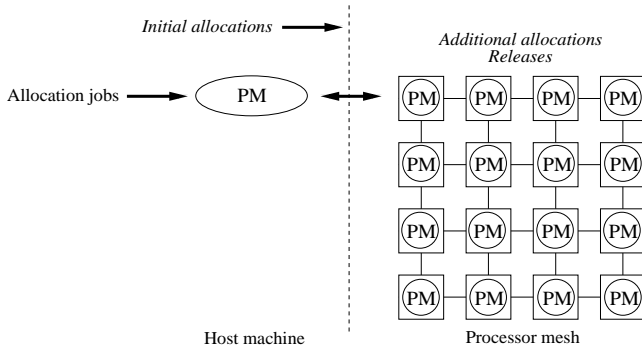 Initial allocations
Additional allocations
Releases
Allocation jobs
PM
PM PM PM PM
PM PM PM PM
PM PM PM PM
PM PM PM PM
Host machine
Processor mesh